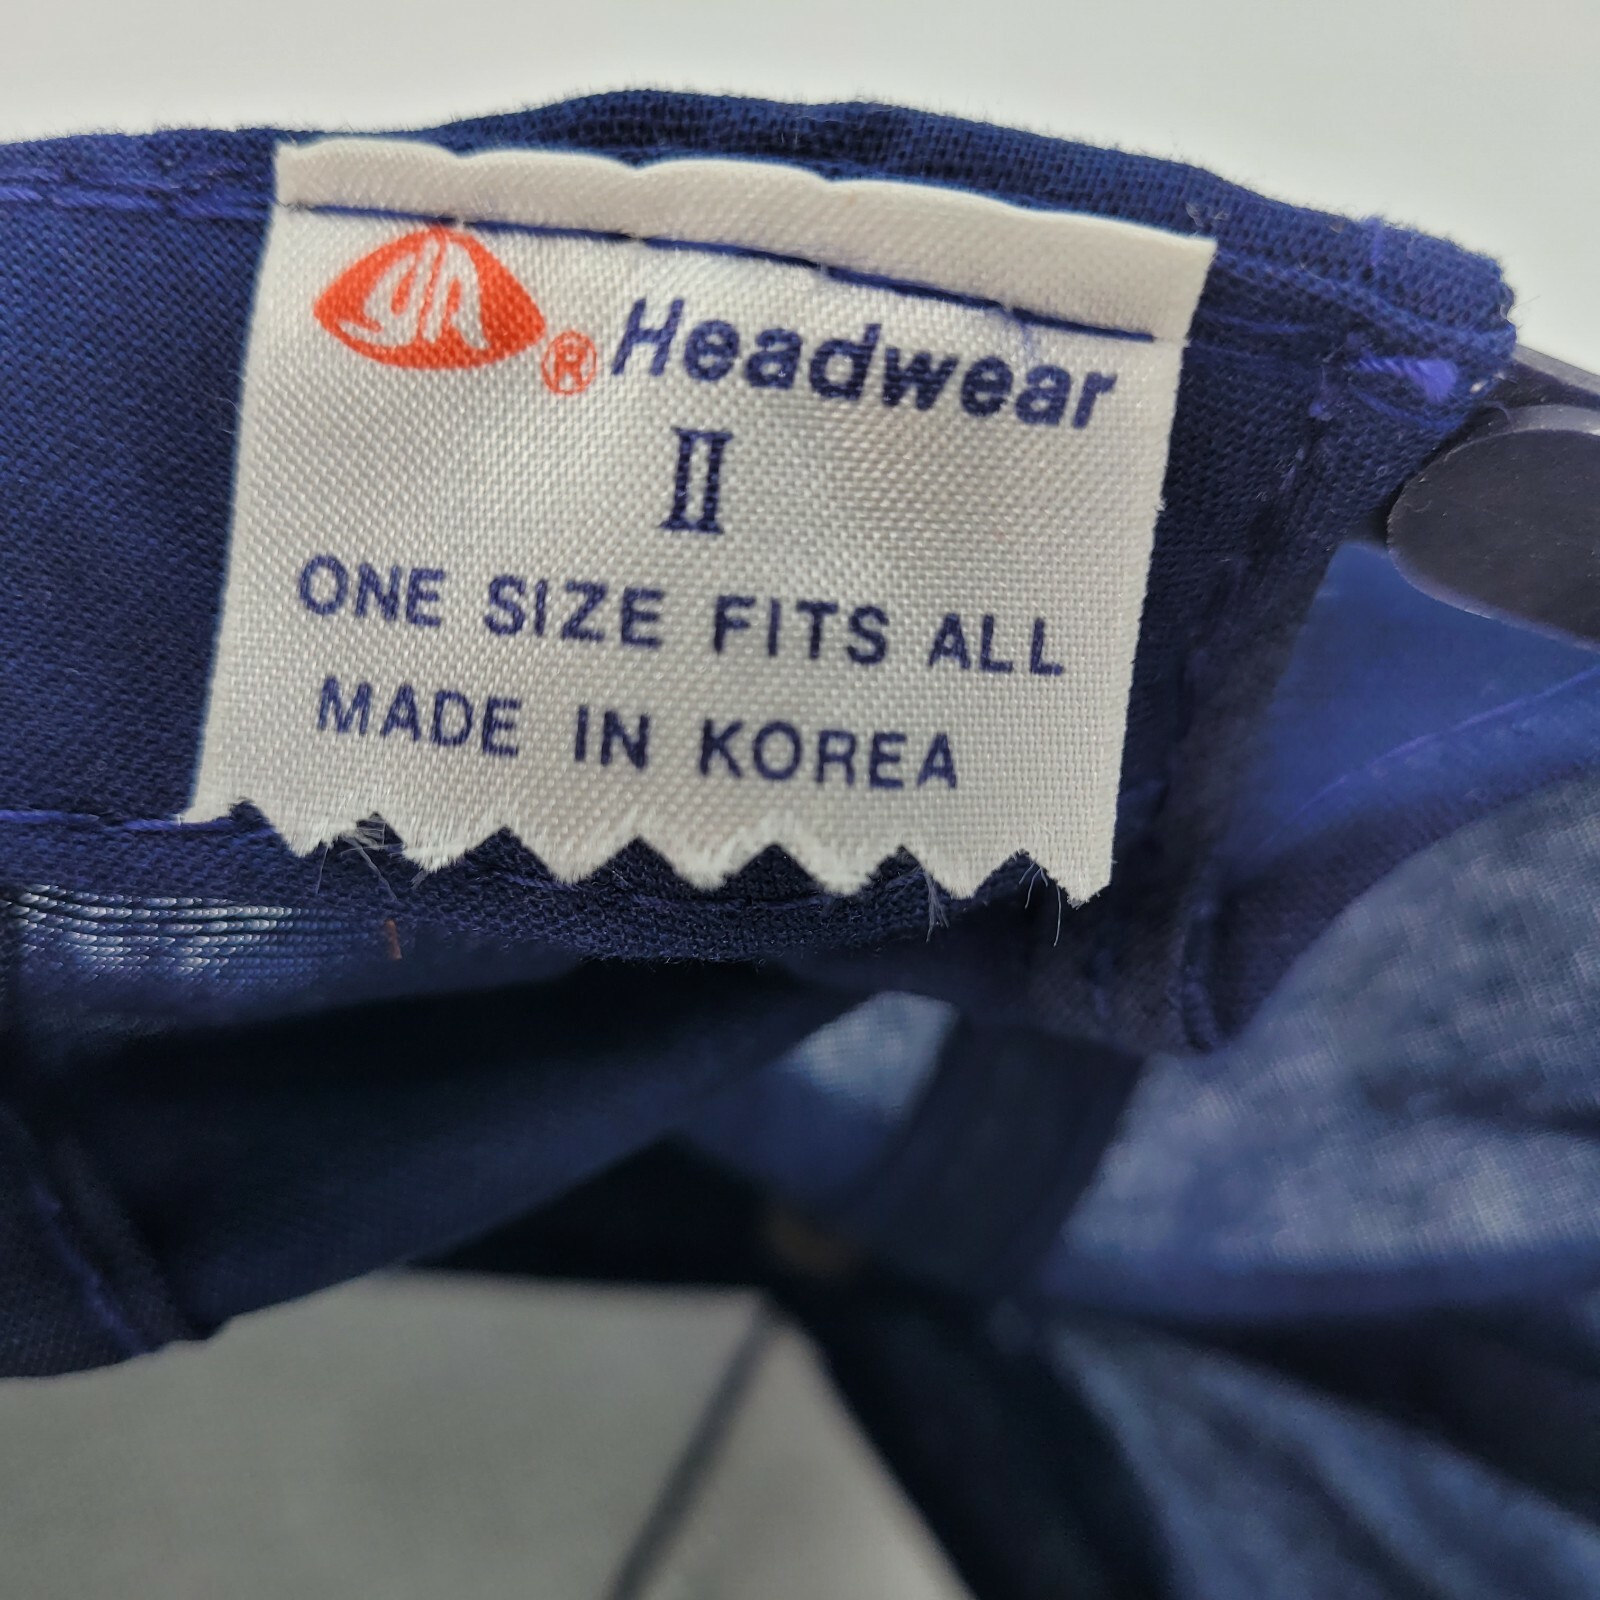 ® Headwear
II
ONE SIZE FITS ALL
MADE IN KOREA